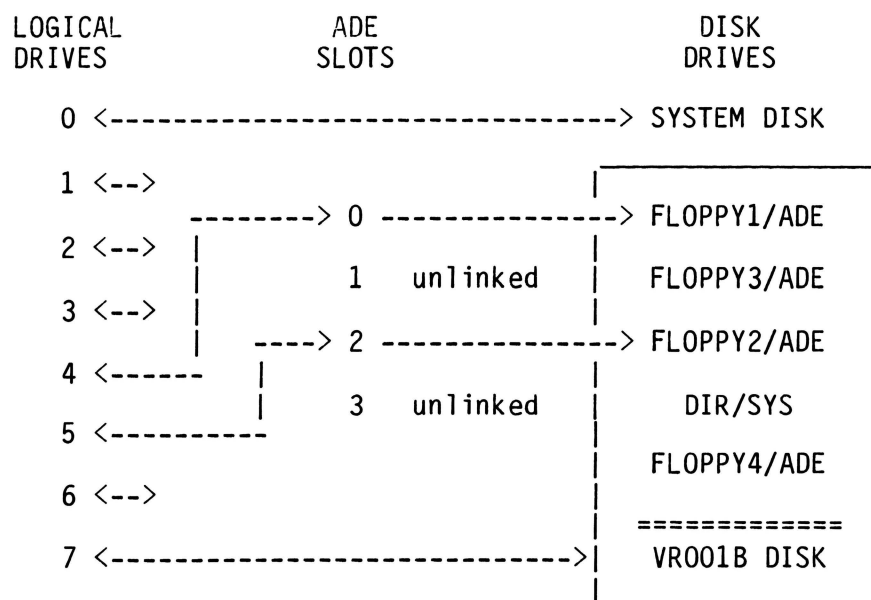 LOGICAL ADE DISK
DRIVES SLOTS DRIVES
0 <--------------------------------> SYSTEM DISK
1 <-->
--------> 0 ---------------> FLOPPY1/ADE
2 <-->
1 unlinked FLOPPY3/ADE
3 <-->
----> 2 ---------------> FLOPPY2/ADE
4 <------
3 unlinked DIR/SYS
5 <----------
FLOPPY4/ADE
6 <-->
=============
7 <-----------------------------> VR001B DISK